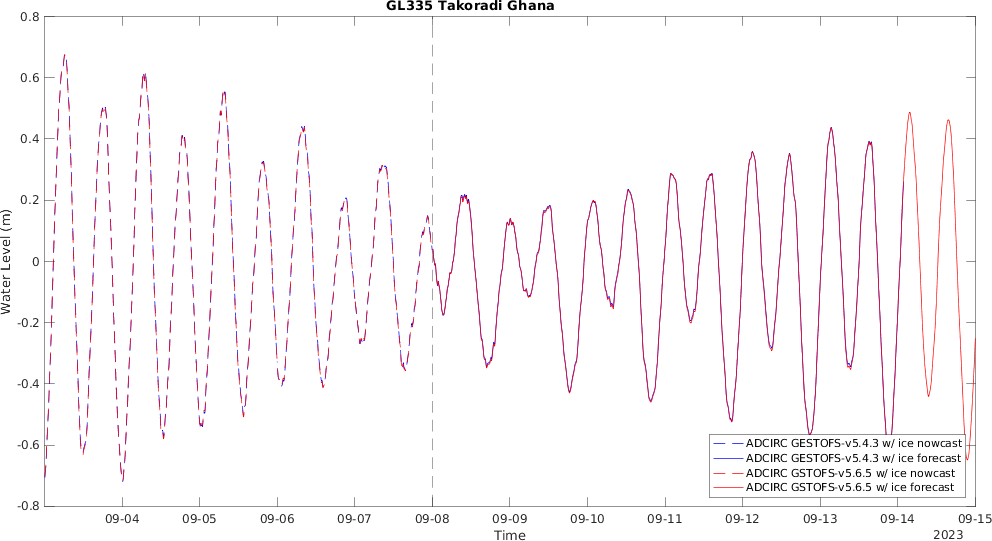 GL335 Takoradi Ghana
0.8
0.6
0.4
0.2
0
-0.2
-0.4
-0.6
-0.8
Water Level (m)
09-04 09-05 09-06 09-07 09-08 09-09 09-10 09-11 09-12 09-13 09-14 09-15
Time
2023
ADCIRC GESTOFS-v5.4.3 w/ ice nowcast
ADCIRC GESTOFS-v5.4.3 w/ ice forecast
ADCIRC GSTOFS-v5.6.5 w/ ice nowcast
ADCIRC GSTOFS-v5.6.5 w/ ice forecast